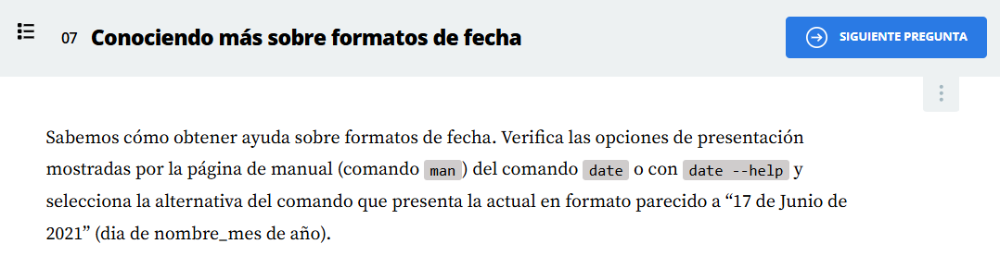 07 Conociendo más sobre formatos de fecha
SIGUIENTE PREGUNTA
Sabemos cómo obtener ayuda sobre formatos de fecha. Verifica las opciones de presentación
mostradas por la página de manual (comando man ) del comando date o con date --help y
selecciona la alternativa del comando que presenta la actual en formato parecido a “17 de Junio de
2021” (dia de nombre_mes de año).